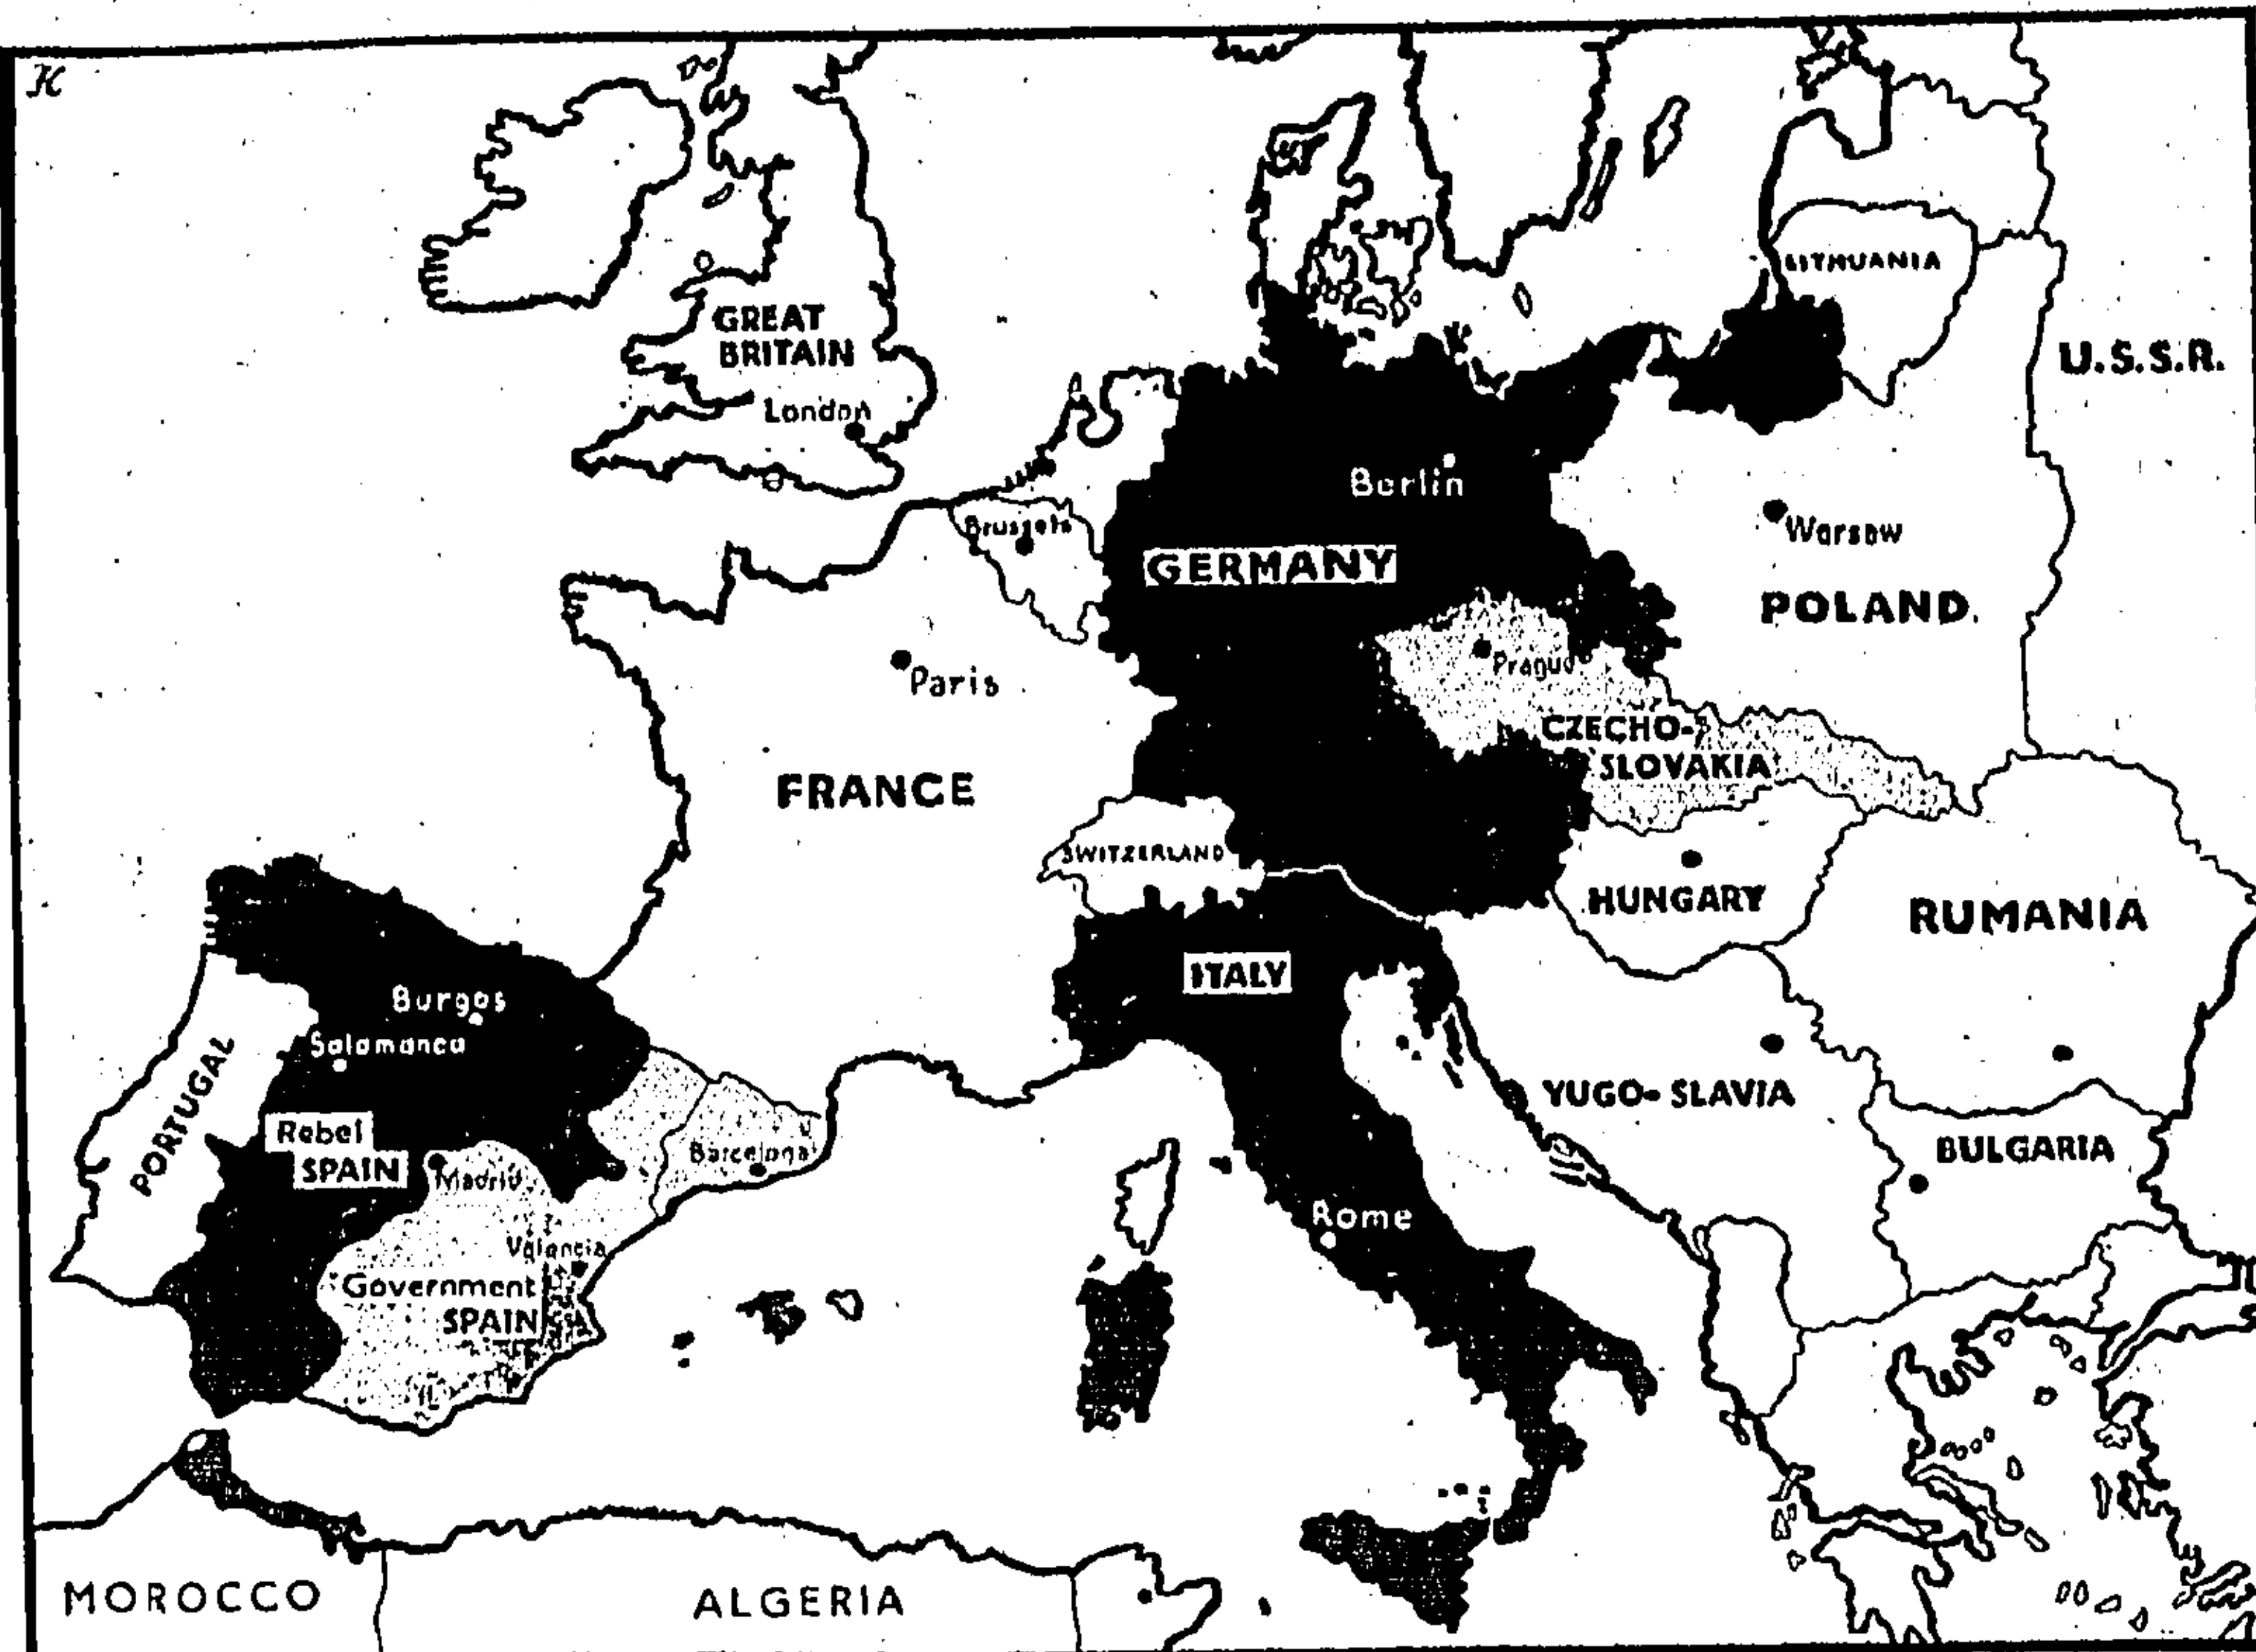 K
GREAT
BRITAIN
London
LITHUANIA
U.S.S.R.
Berlin
Brussels
Warsaw
GERMANY
POLAND.
Paris
Prague
CZECHO-
SLOVAKIA
FRANCE
SWITZERLAND
HUNGARY
RUMANIA
ITALY
Burgos
Salamanca
PORTUGAL
YUGO-SLAVIA
Rebel
SPAIN
Madrid
Barcelona
BULGARIA
Rome
Valencia
Government
SPAIN
MOROCCO
ALGERIA